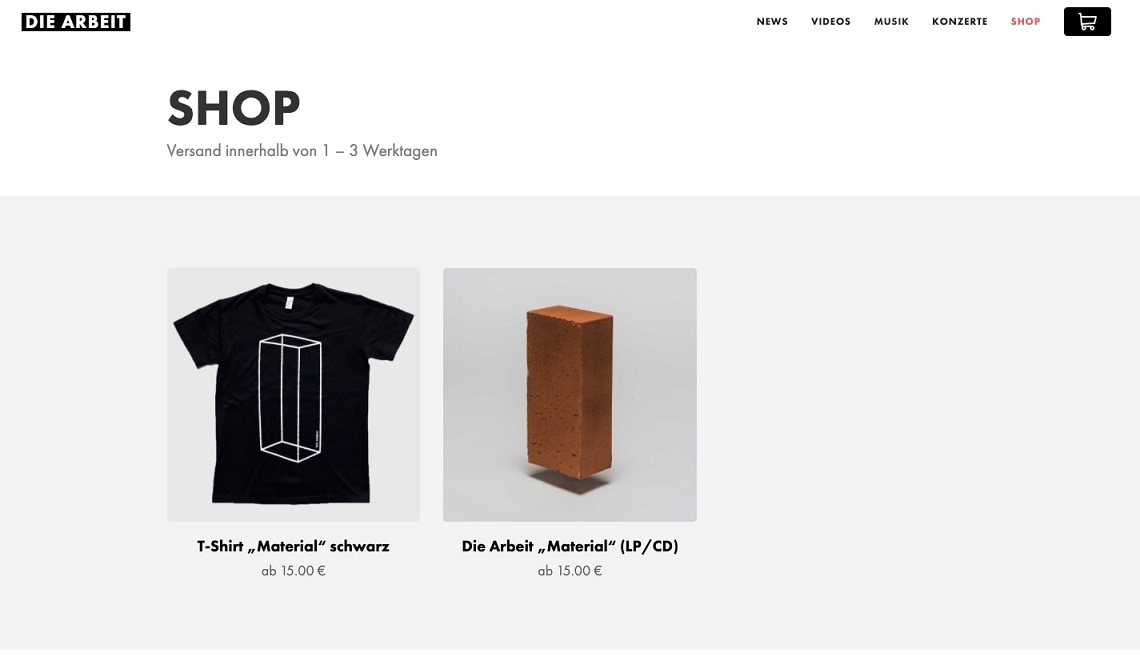 DIE ARBEIT
NEWS VIDEOS MUSIK KONZERTE SHOP
SHOP
Versand innerhalb von 1 – 3 Werktagen
T-Shirt „Material“ schwarz
ab 15.00 €
Die Arbeit „Material“ (LP/CD)
ab 15.00 €